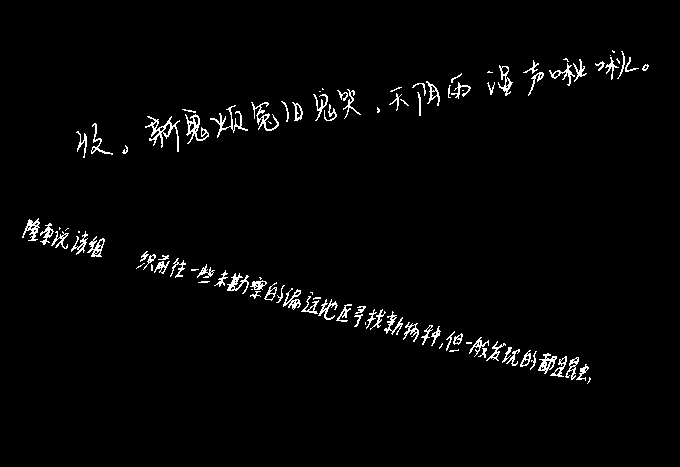 收。新鬼烦冤旧鬼哭,天阴雨湿声啾啾。
隆索说该组织前往一些未勘察的偏远地区寻找新物种,但一般发现的都是昆虫,